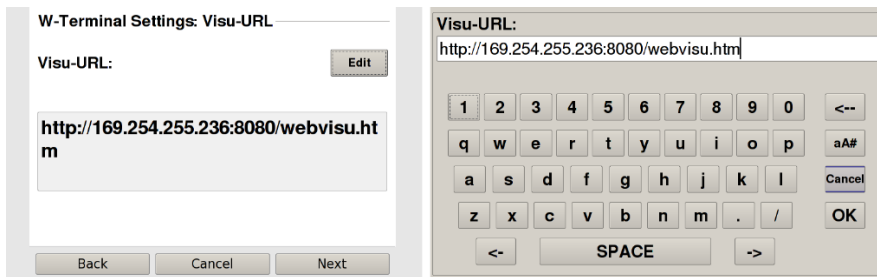 W-Terminal Settings: Visu-URL
Visu-URL:
Edit
http://169.254.255.236:8080/webvisu.ht
m
Back Cancel Next
Visu-URL:
http://169.254.255.236:8080/webvisu.htm
1 2 3 4 5 6 7 8 9 0 <--
q w e r t y u i o p aA#
a s d f g h j k l Cancel
z x c v b n m . / OK
<- SPACE ->